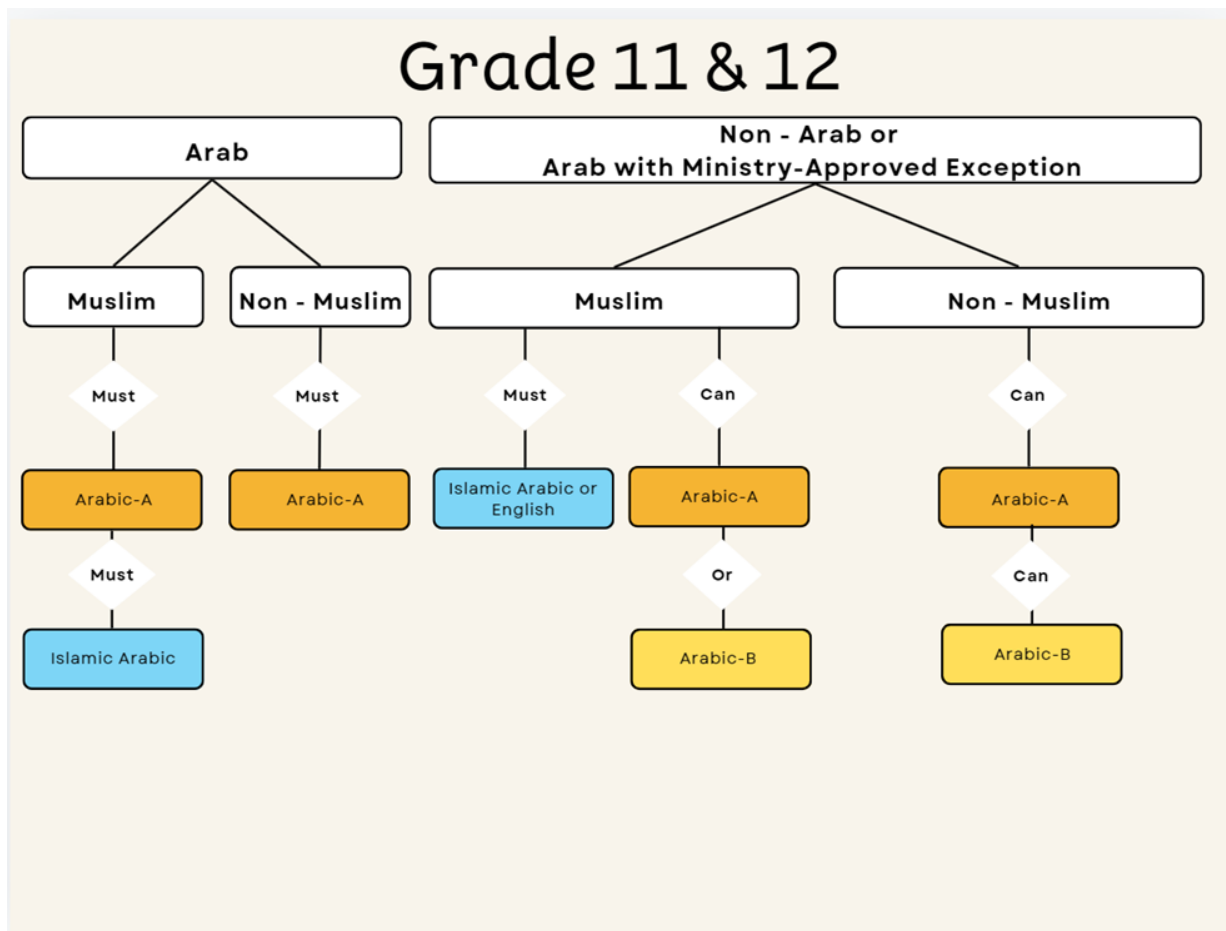 Grade 11 & 12
Arab
Non - Arab or
Arab with Ministry-Approved Exception
Muslim
Non - Muslim
Muslim
Non - Muslim
Must
Must
Must
Can
Can
Arabic-A
Arabic-A
Islamic Arabic or
English
Arabic-A
Arabic-A
Must
Or
Can
Islamic Arabic
Arabic-B
Arabic-B